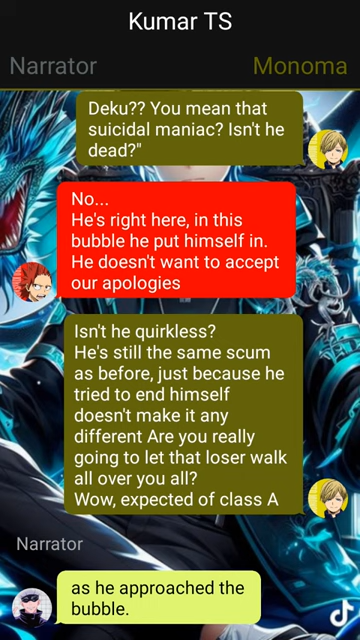 Kumar TS
Narrator
Monoma
Deku?? You mean that
suicidal maniac? Isn't he
dead?"
No...
He's right here, in this
bubble he put himself in.
He doesn't want to accept
our apologies
Isn't he quirkless?
He's still the same scum
as before, just because he
tried to end himself
doesn't make it any
different Are you really
going to let that loser walk
all over you all?
Wow, expected of class A
Narrator
as he approached the
bubble.